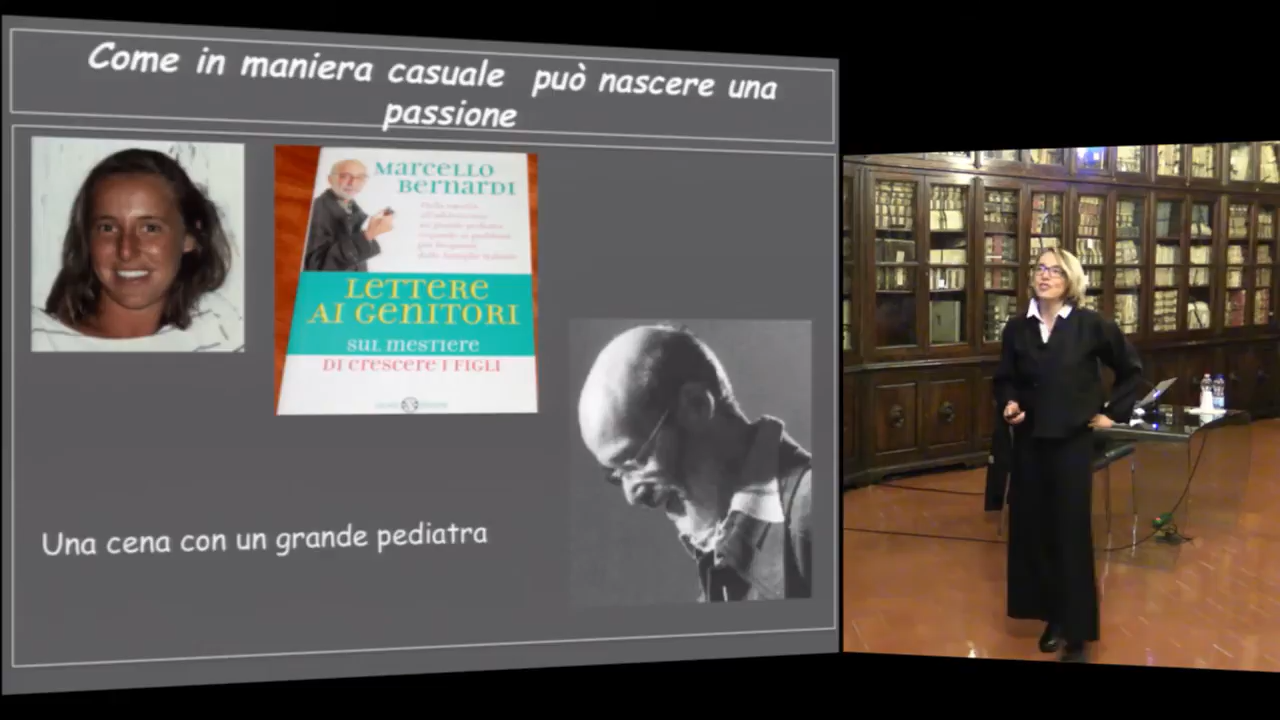 Come in maniera casuale può nascere una
passione
Marcello
Bernardi
Lettere
ai genitori
sul mestiere
di crescere i figli
Una cena con un grande pediatra